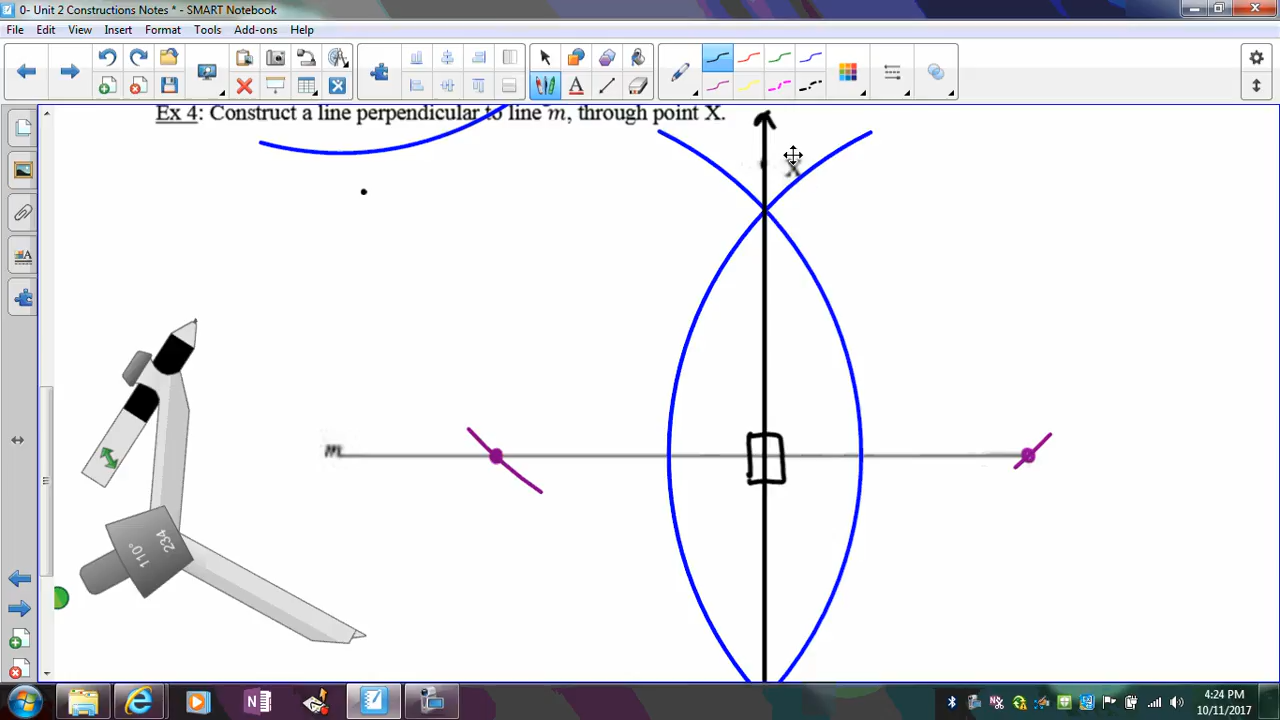 0- Unit 2 Constructions Notes * - SMART Notebook
File Edit View Insert Format Tools Add-ons Help
Ex 4: Construct a line perpendicular to line m, through point X.
X
m
110°
234
4:24 PM
10/11/2017